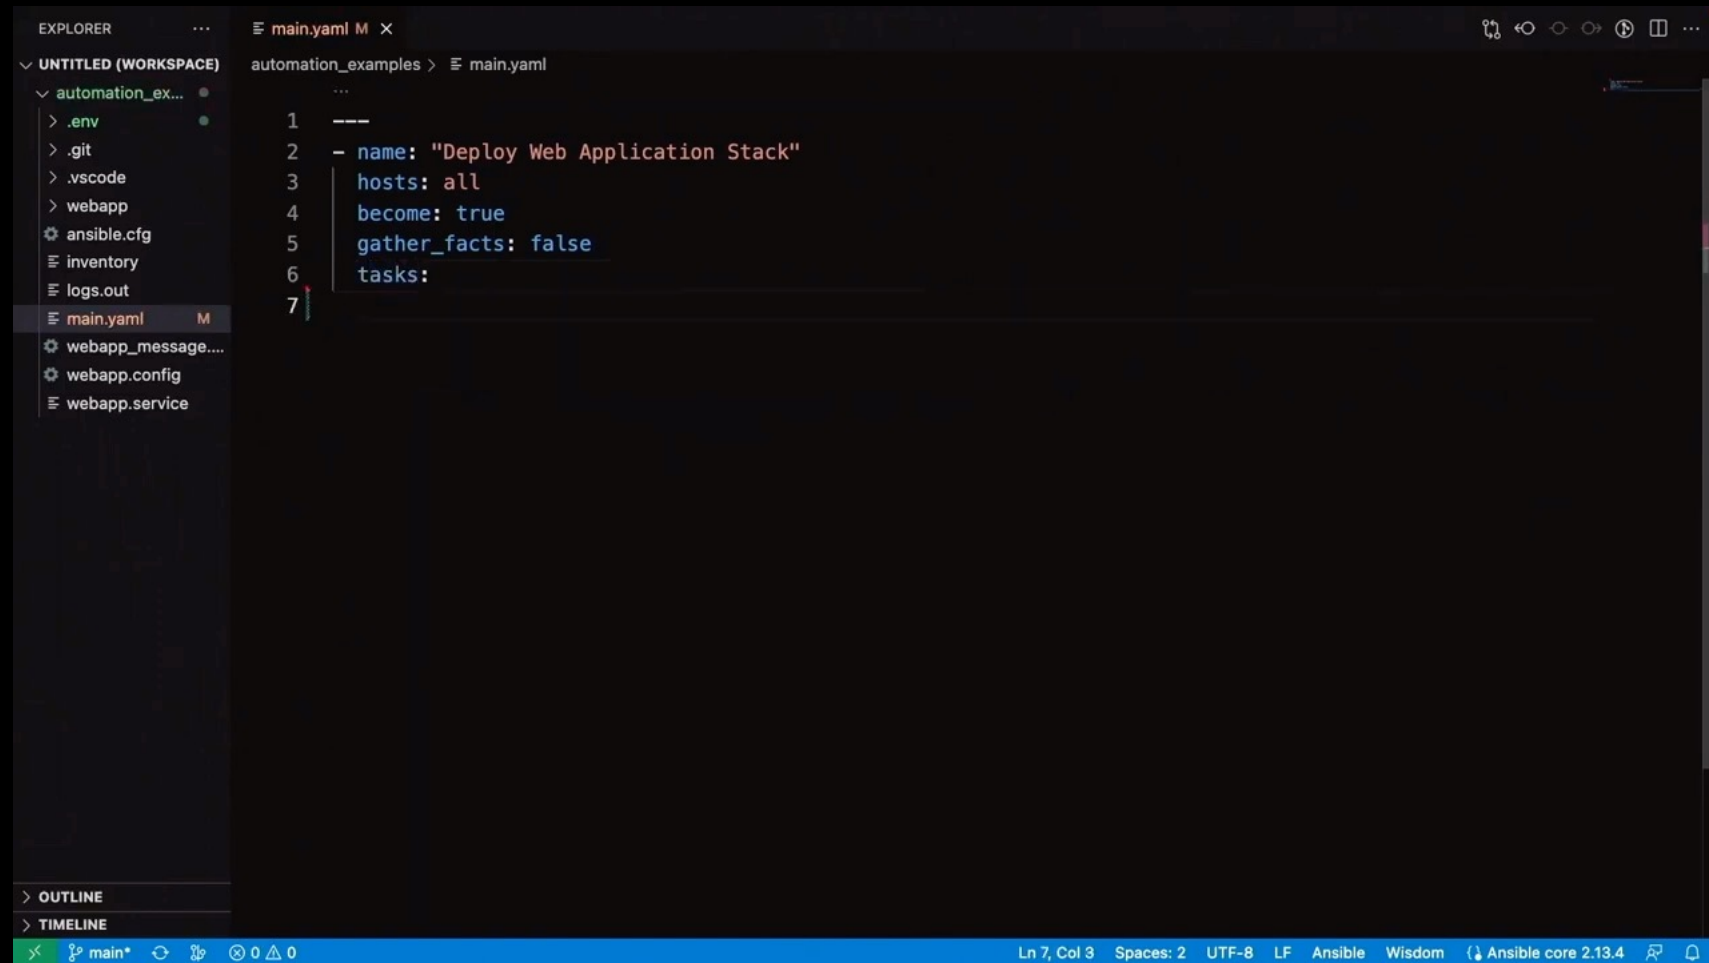 EXPLORER ...
main.yaml M
UNTITLED (WORKSPACE)
automation_examples > main.yaml
automation_ex...
...
.env
.git
.vscode
webapp
ansible.cfg
inventory
logs.out
main.yaml M
webapp_message....
webapp.config
webapp.service
1 ---
2 - name: "Deploy Web Application Stack"
3 hosts: all
4 become: true
5 gather_facts: false
6 tasks:
7
OUTLINE
TIMELINE
main* 0 0 Ln 7, Col 3 Spaces: 2 UTF-8 LF Ansible Wisdom Ansible core 2.13.4